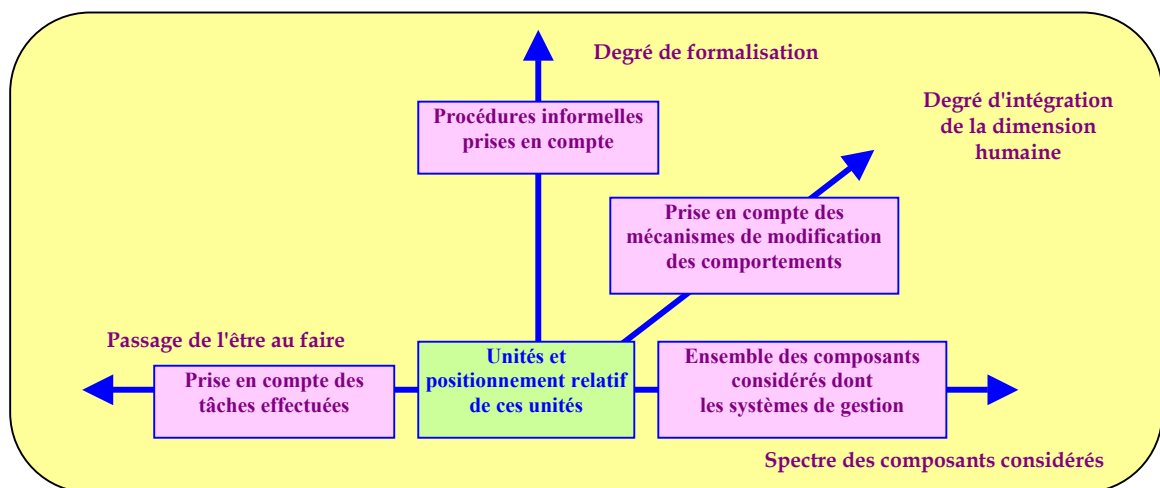 Degré de formalisation
Procédures informelles
prises en compte
Degré d'intégration
de la dimension
humaine
Prise en compte des
mécanismes de modification
des comportements
Passage de l'être au faire
Prise en compte des
tâches effectuées
Unités et
positionnement relatif
de ces unités
Ensemble des composants
considérés dont
les systèmes de gestion
Spectre des composants considérés